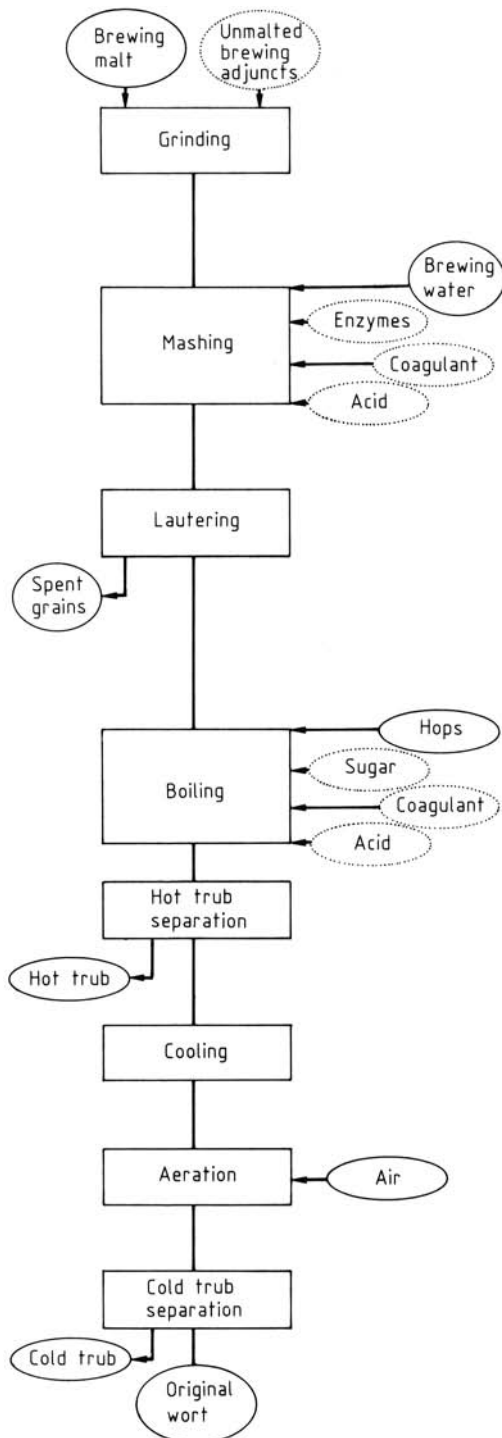 Brewing
malt
Unmalted
brewing
adjuncts
Grinding
Brewing
water
Enzymes
Mashing
Coagulant
Acid
Lautering
Spent
grains
Hops
Sugar
Boiling
Coagulant
Acid
Hot trub
separation
Hot trub
Cooling
Aeration
Air
Cold trub
separation
Cold trub
Original
wort